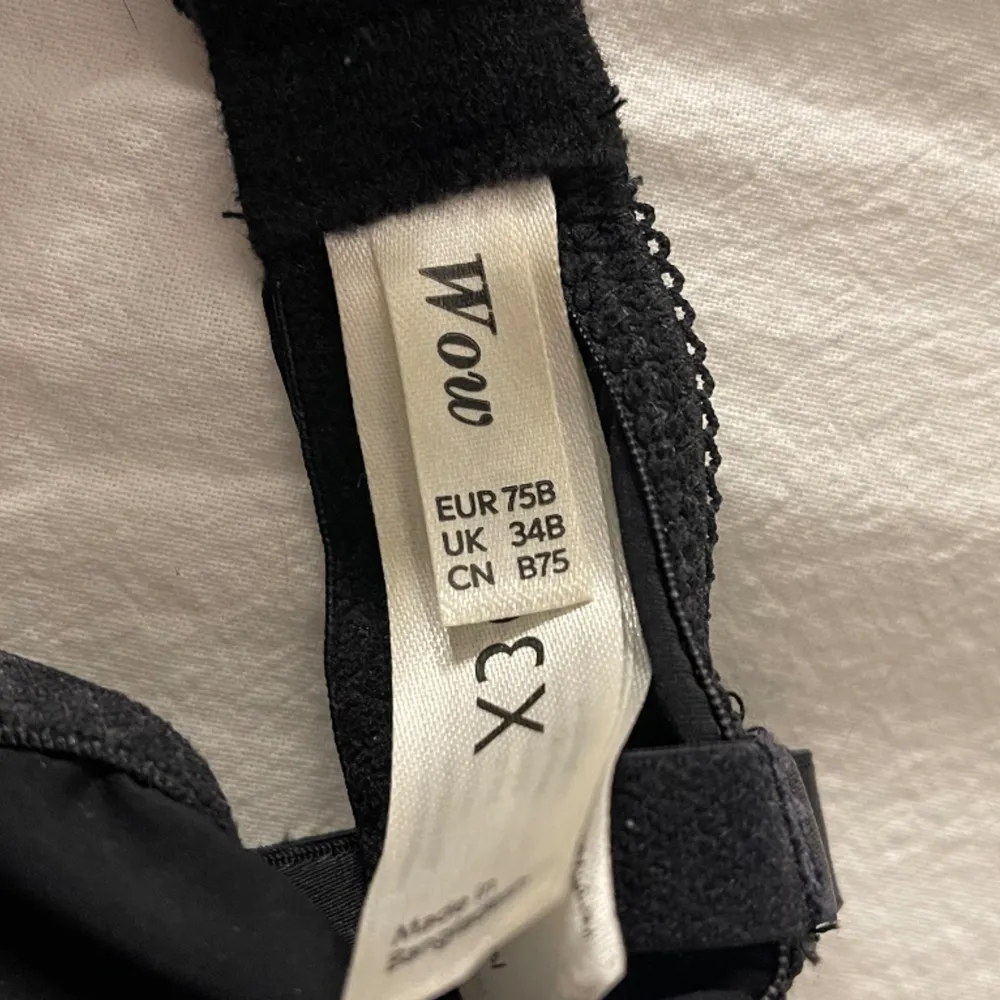 Wow
EUR 75B
UK 34B
CN B75
X3
Made in
Bangladesh